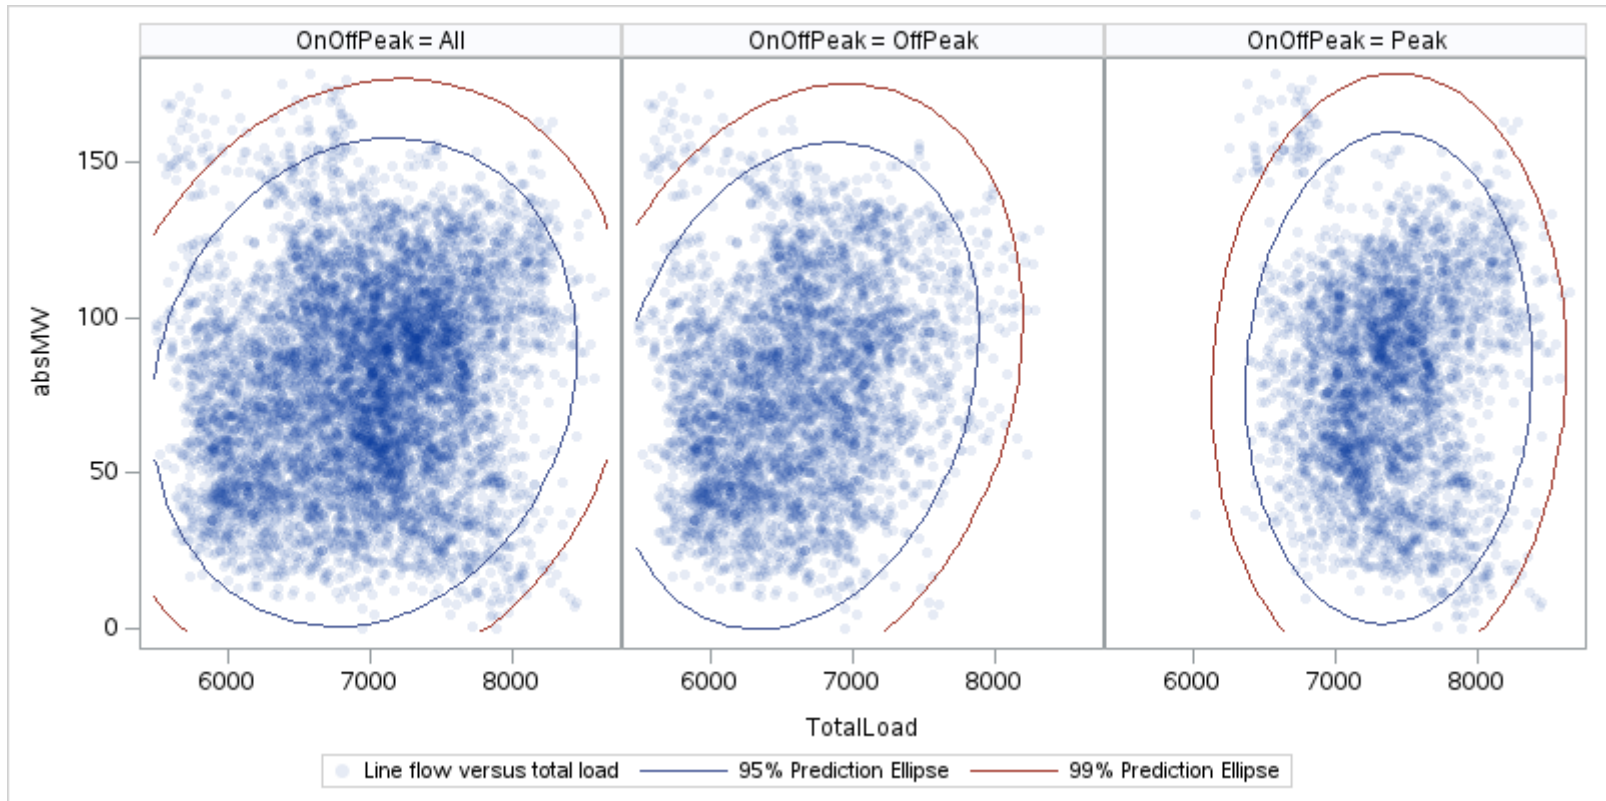 OnOffPeak = All
OnOffPeak = OffPeak
OnOffPeak = Peak
absMW
150
100
50
0
6000 7000 8000
6000 7000 8000
6000 7000 8000
TotalLoad
Line flow versus total load
95% Prediction Ellipse
99% Prediction Ellipse